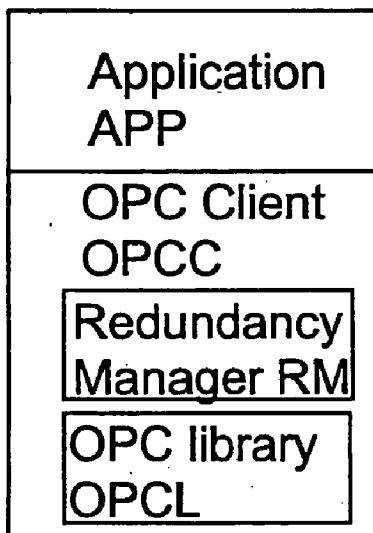 Application
APP
OPC Client
OPCC
Redundancy
Manager RM
OPC library
OPCL